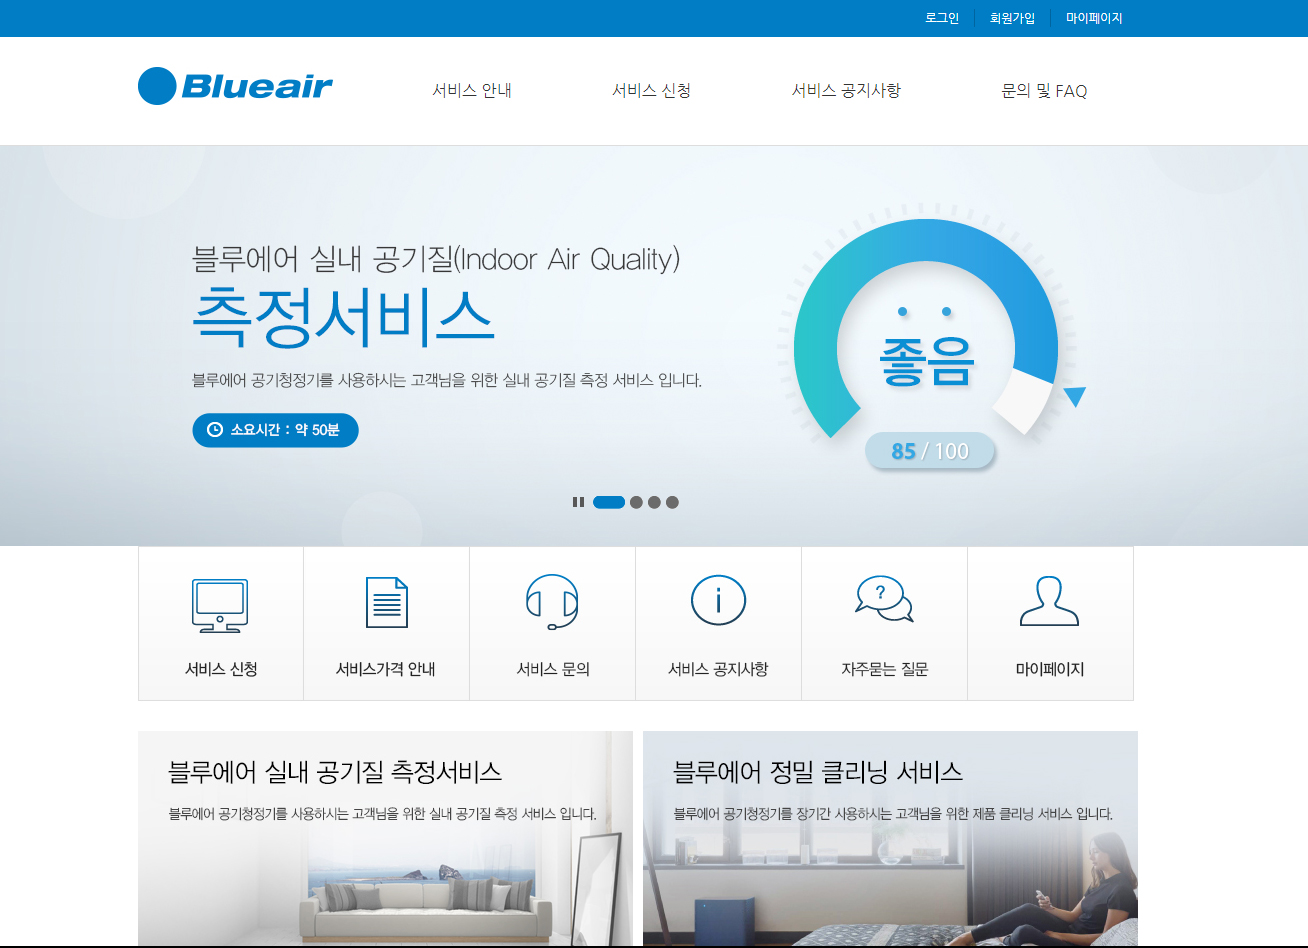 로그인
회원가입
마이페이지
Blueair
서비스 안내
서비스 신청
서비스 공지사항
문의 및 FAQ
블루에어 실내 공기질(Indoor Air Quality)
측정서비스
블루에어 공기청정기를 사용하시는 고객님을 위한 실내 공기질 측정 서비스 입니다.
소요시간 : 약 50분
좋음
85 / 100
서비스 신청
서비스가격 안내
서비스 문의
서비스 공지사항
자주묻는 질문
마이페이지
블루에어 실내 공기질 측정서비스
블루에어 공기청정기를 사용하시는 고객님을 위한 실내 공기질 측정 서비스 입니다.
블루에어 정밀 클리닝 서비스
블루에어 공기청정기를 장기간 사용하시는 고객님을 위한 제품 클리닝 서비스 입니다.